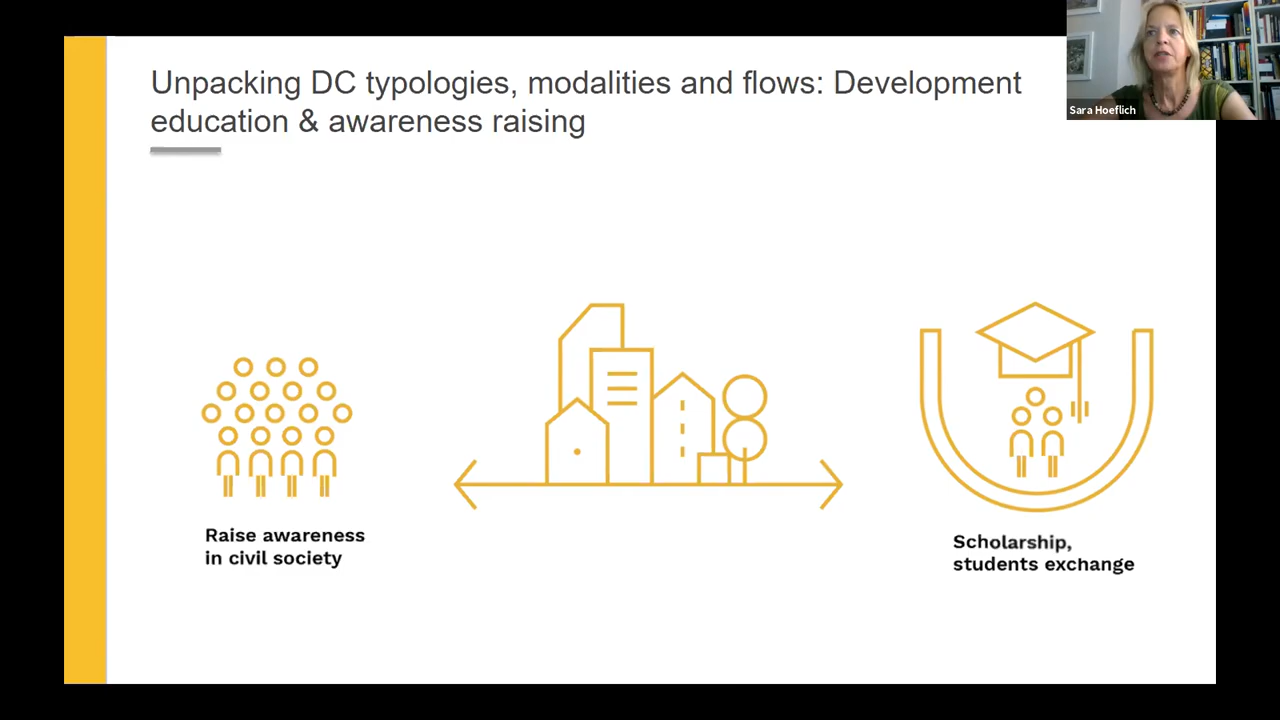 Unpacking DC typologies, modalities and flows: Development
education & awareness raising
Sara Hoeflich
Raise awareness
in civil society
Scholarship,
students exchange